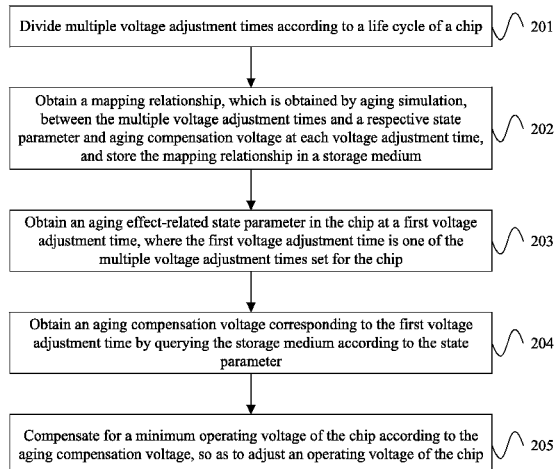 Divide multiple voltage adjustment times according to a life cycle of a chip
201
Obtain a mapping relationship, which is obtained by aging simulation,
between the multiple voltage adjustment times and a respective state
parameter and aging compensation voltage at each voltage adjustment time,
and store the mapping relationship in a storage medium
202
Obtain an aging effect-related state parameter in the chip at a first voltage
adjustment time, where the first voltage adjustment time is one of the
multiple voltage adjustment times set for the chip
203
Obtain an aging compensation voltage corresponding to the first voltage
adjustment time by querying the storage medium according to the state
parameter
204
Compensate for a minimum operating voltage of the chip according to the
aging compensation voltage, so as to adjust an operating voltage of the chip
205